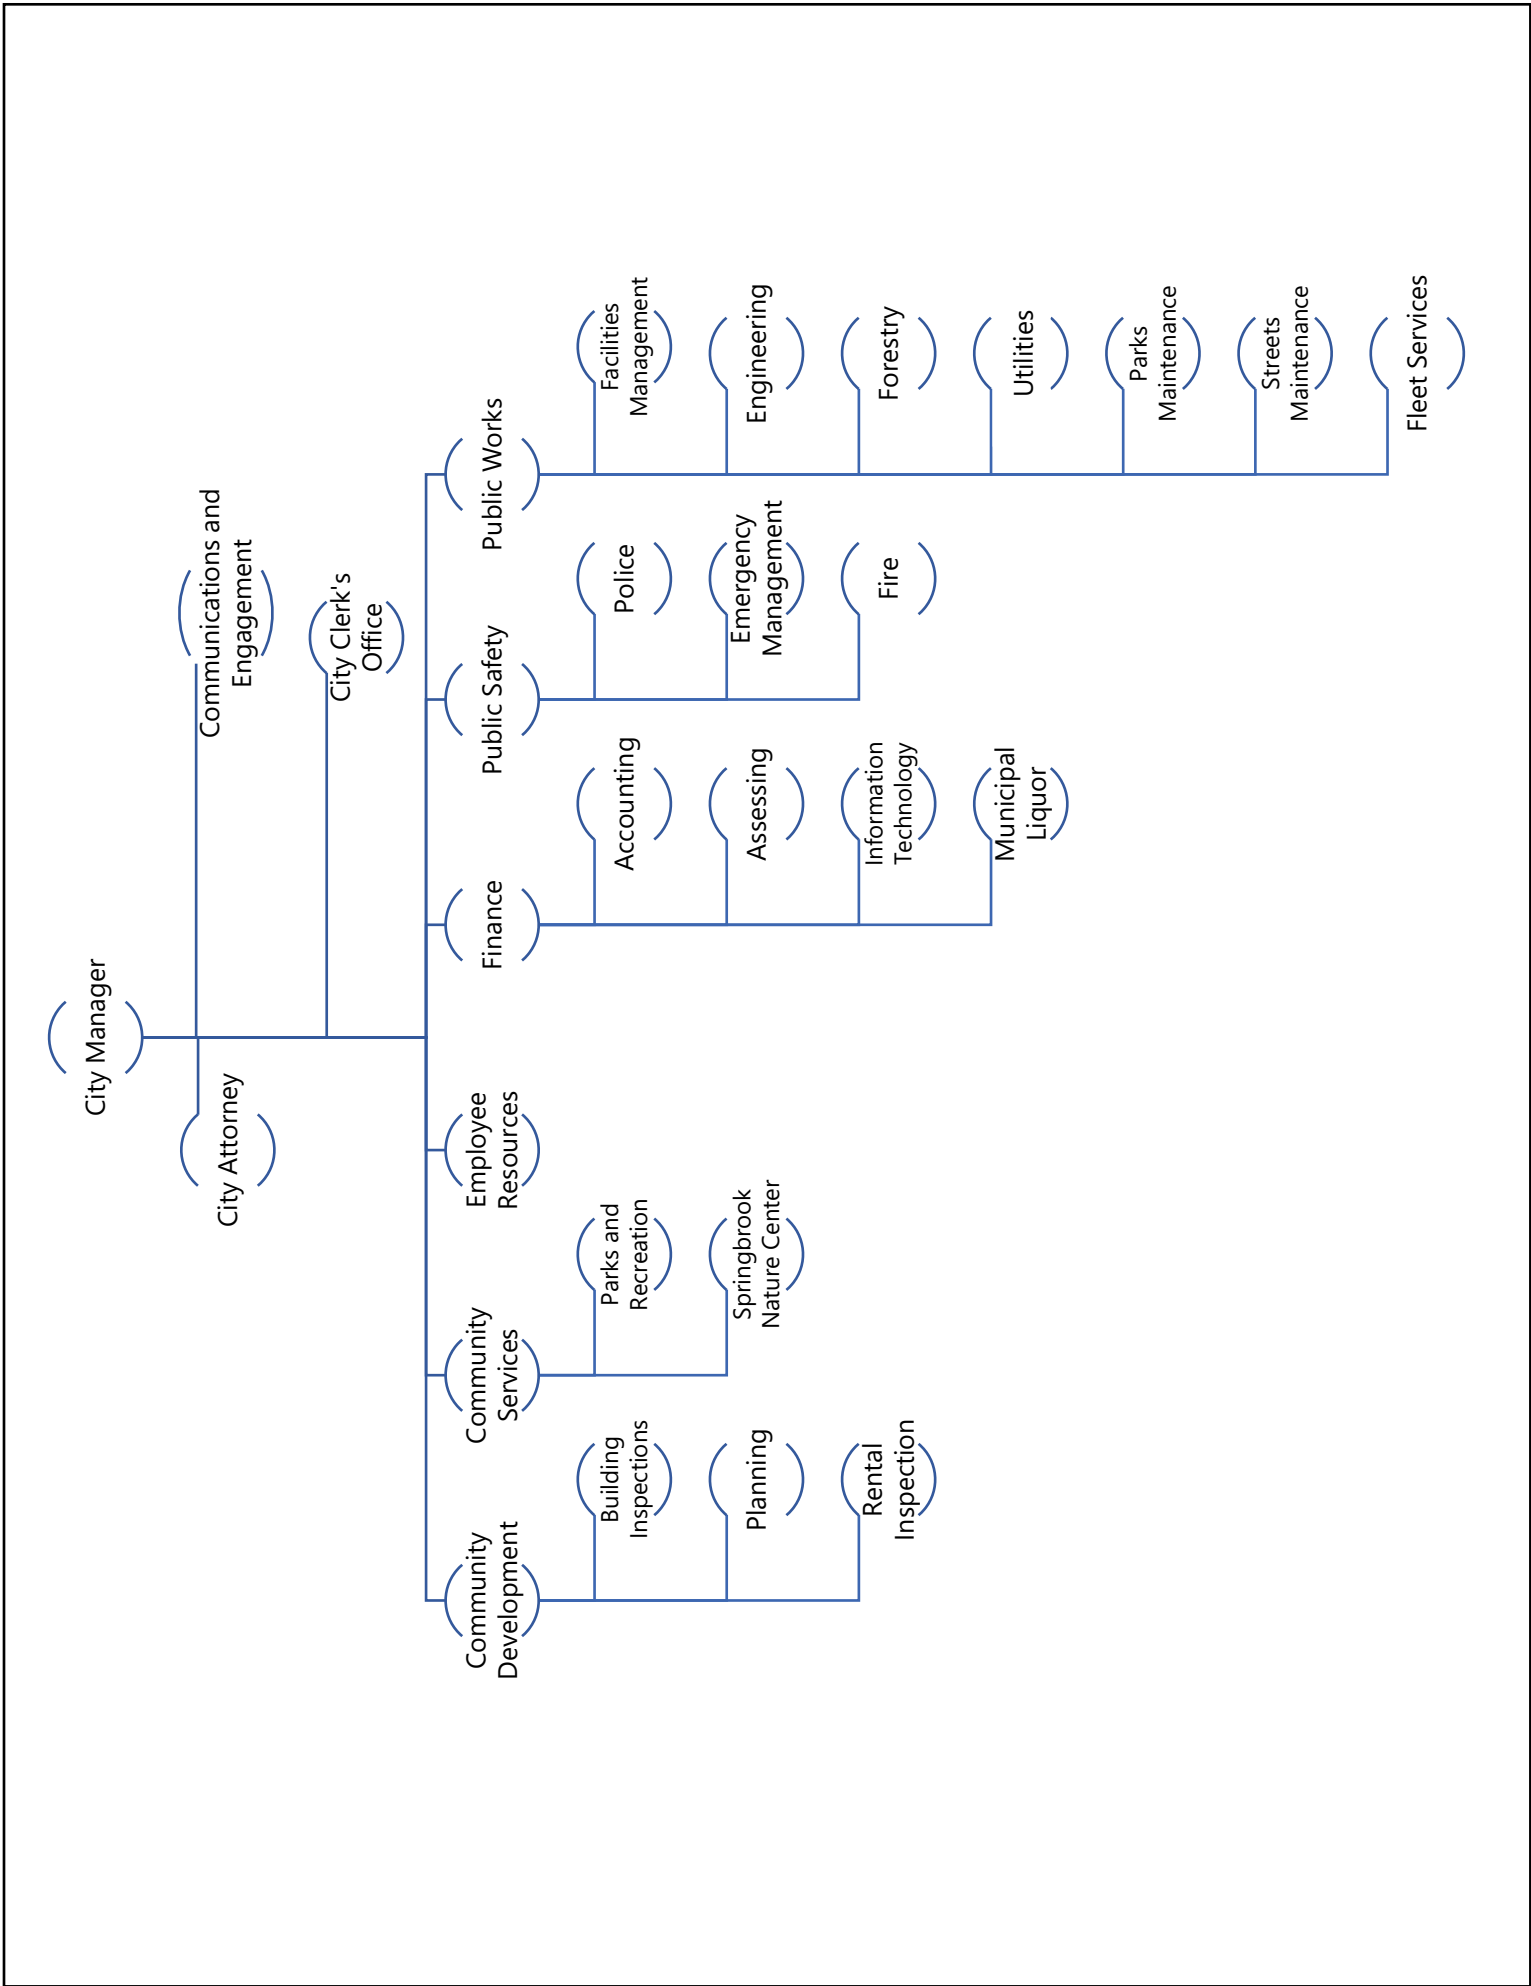 City Manager
City Attorney
Communications and
Engagement
City Clerk's
Office
Community
Development
Building
Inspections
Planning
Rental
Inspection
Community
Services
Parks and
Recreation
Springbrook
Nature Center
Employee
Resources
Finance
Accounting
Assessing
Information
Technology
Municipal
Liquor
Public Safety
Police
Emergency
Management
Fire
Public Works
Facilities
Management
Engineering
Forestry
Utilities
Parks
Maintenance
Streets
Maintenance
Fleet Services